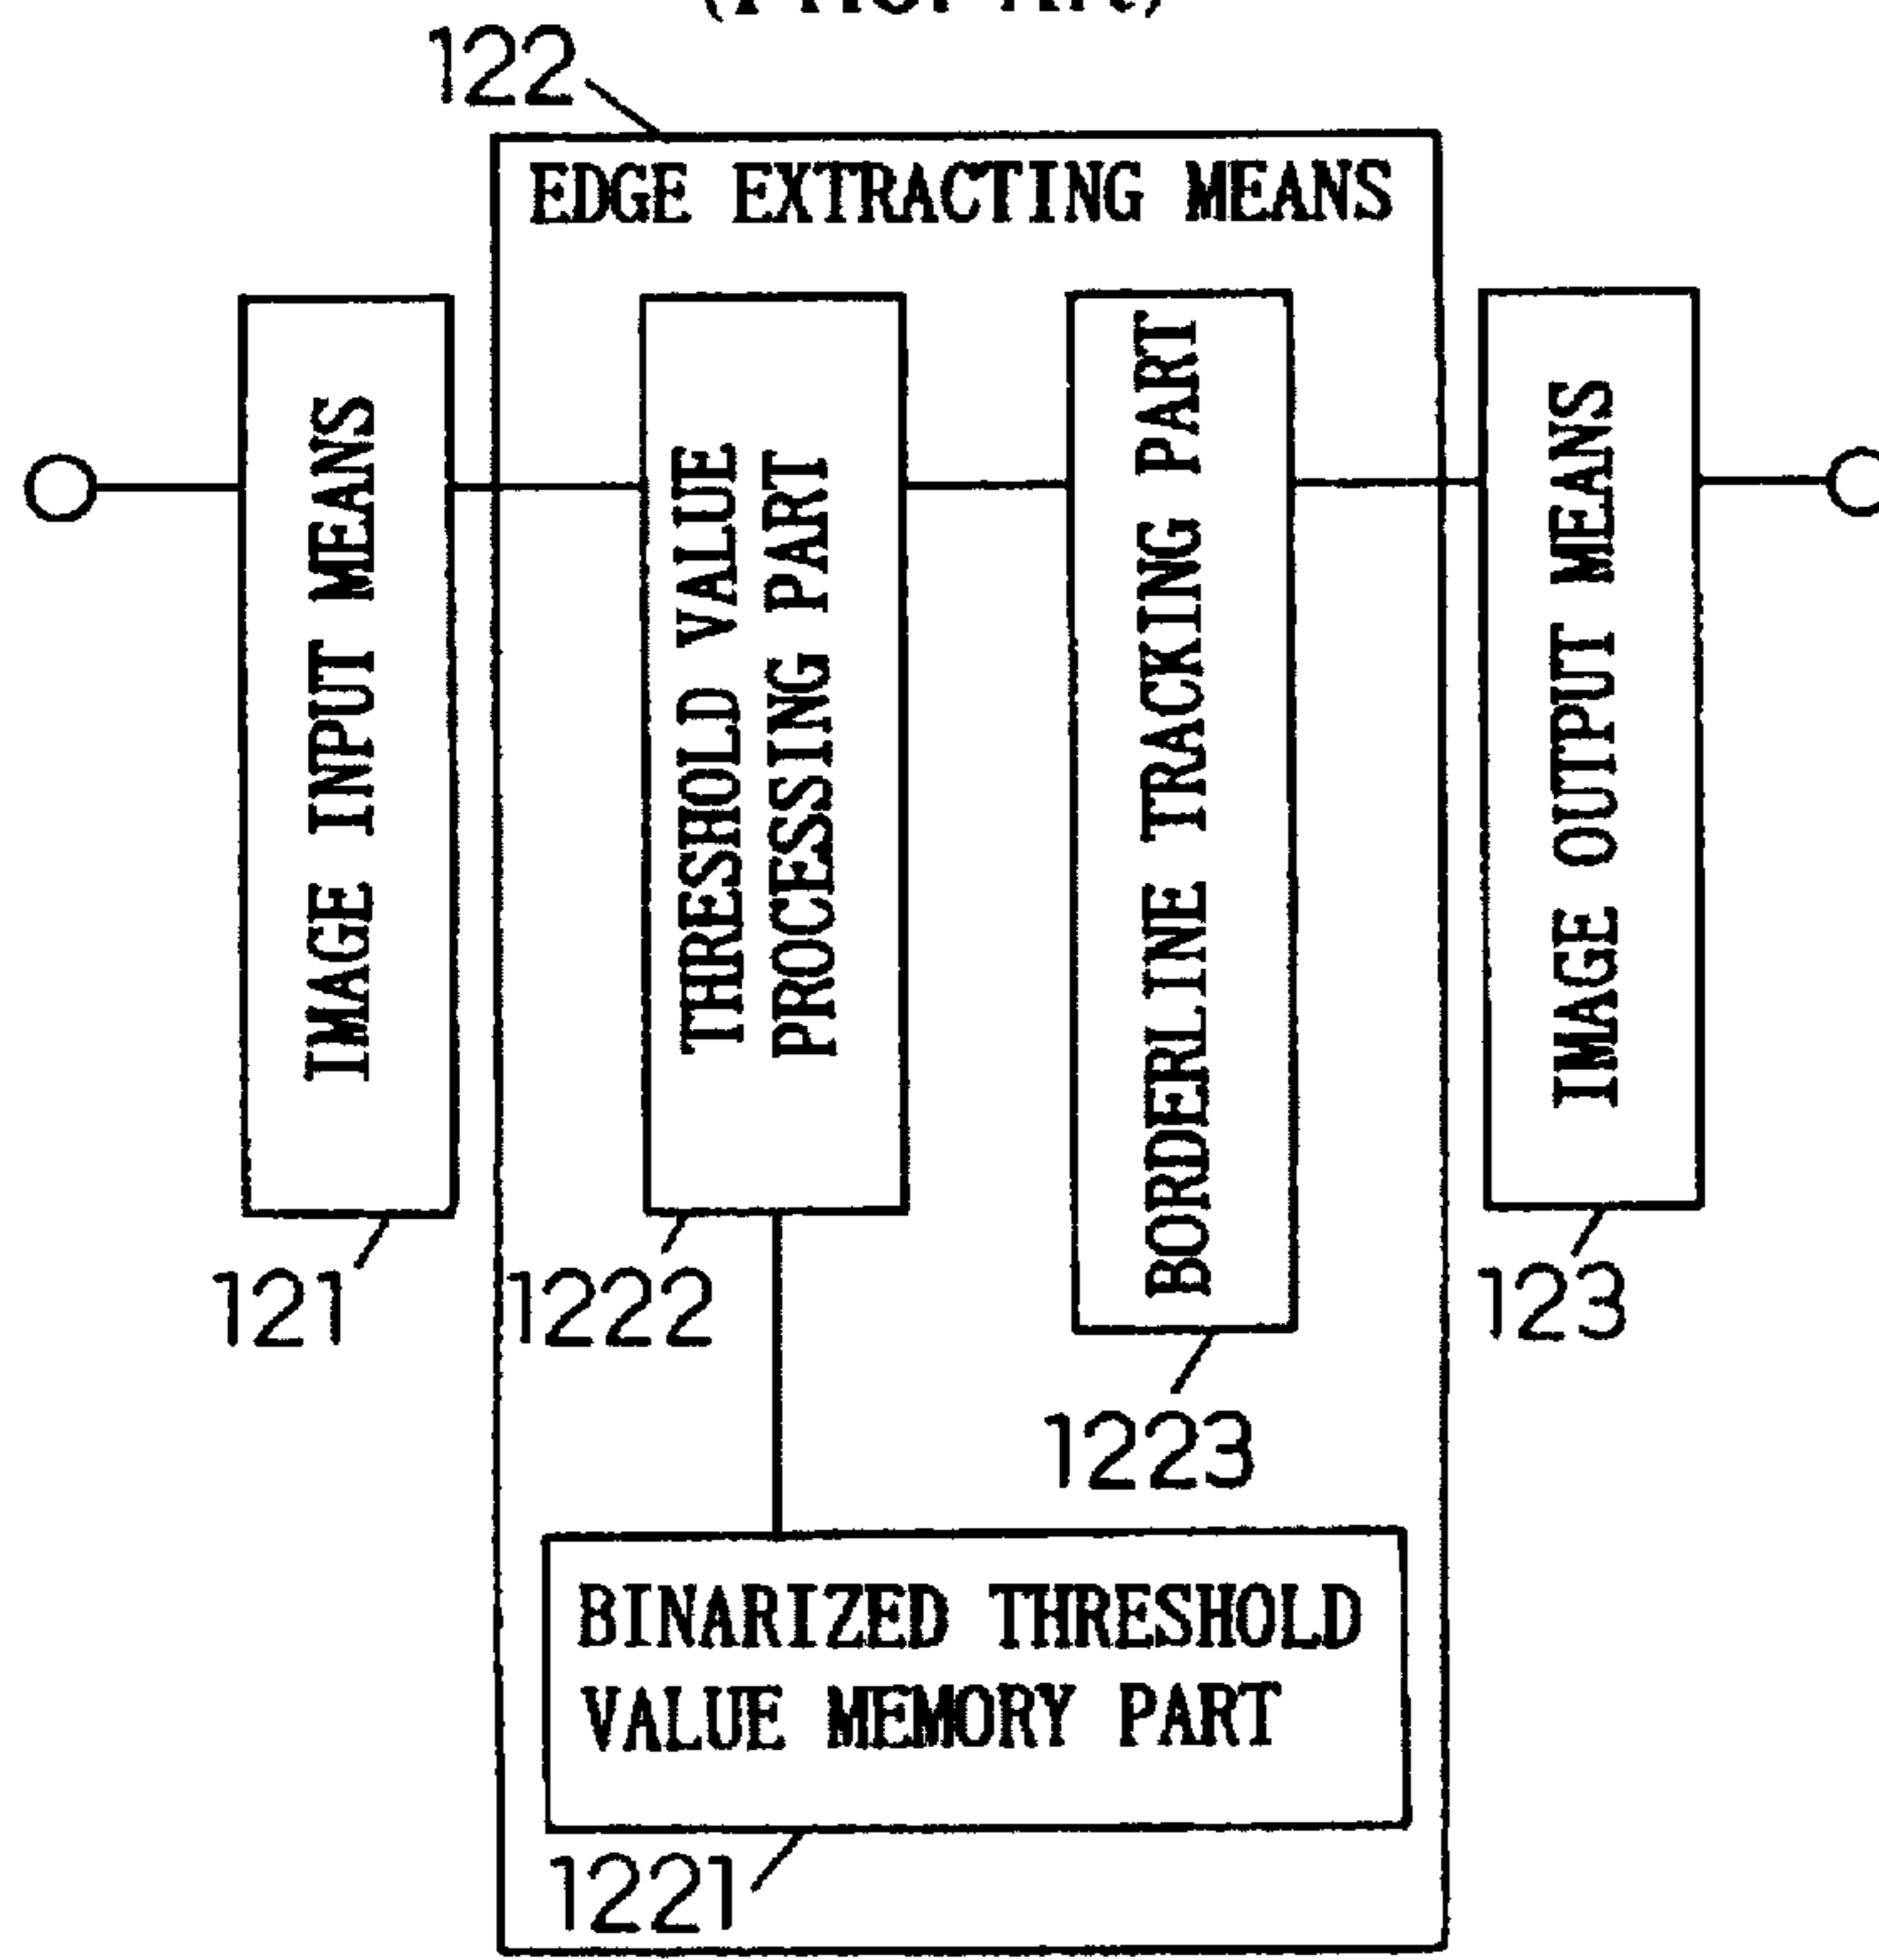 122
EDGE EXTRACTING MEANS
IMAGE INPUT MEANS
THRESHOLD VALUE
PROCESSING PART
BORDERLINE TRACKING PART
IMAGE OUTPUT MEANS
121
1222
123
1223
BINARIZED THRESHOLD
VALUE MEMORY PART
1221